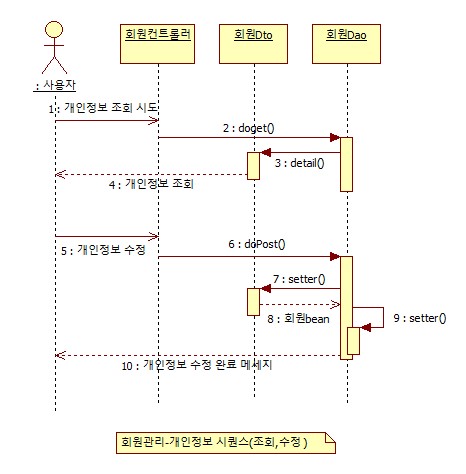 회원컨트롤러 회원Dto 회원Dao
: 사용자
1 : 개인정보 조회 시도
2 : doget()
3 : detail()
4 : 개인정보 조회
5 : 개인정보 수정
6 : doPost()
7 : setter()
8 : 회원bean
9 : setter()
10 : 개인정보 수정 완료 메세지
회원관리-개인정보 시퀀스(조회,수정 )